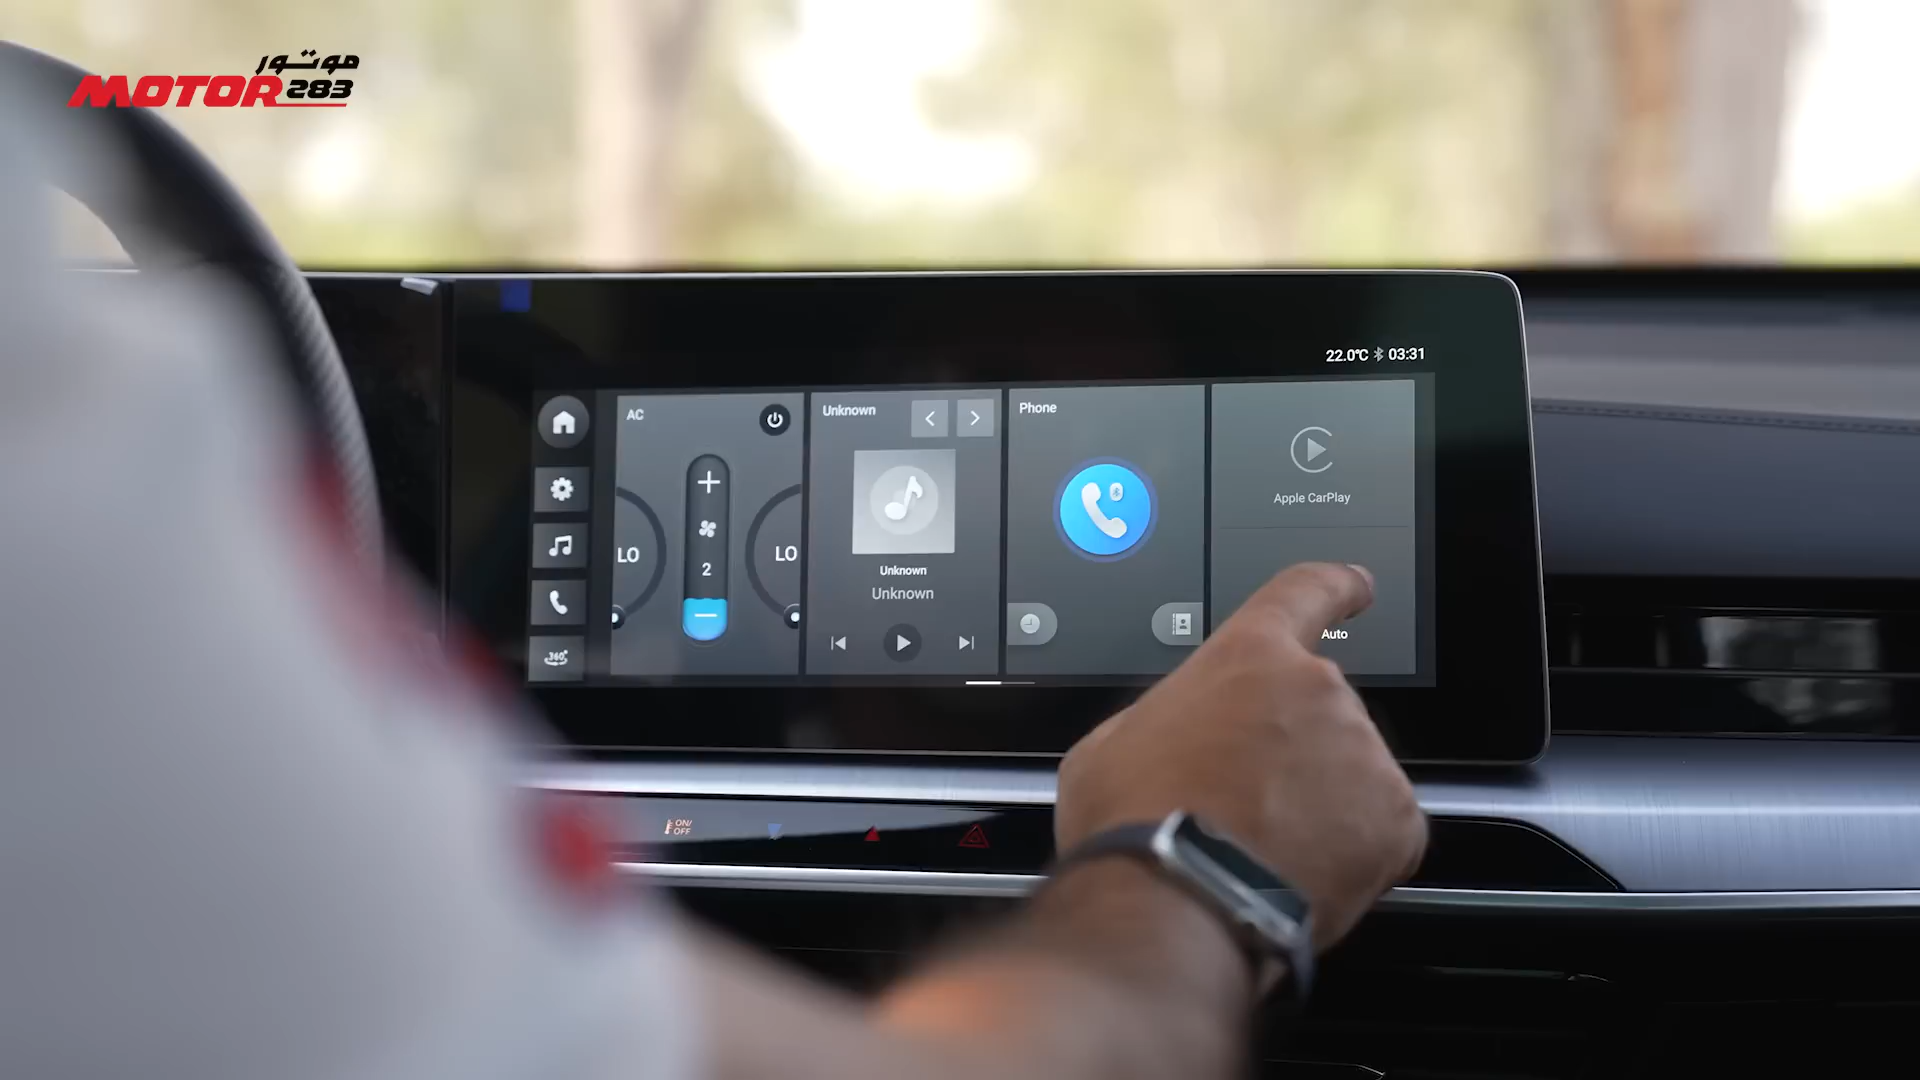 موتور
MOTOR283
22.0℃ 03:31
AC
Unknown
Phone
Apple CarPlay
LO
2
LO
Unknown
Unknown
360°
Auto
ON/
OFF